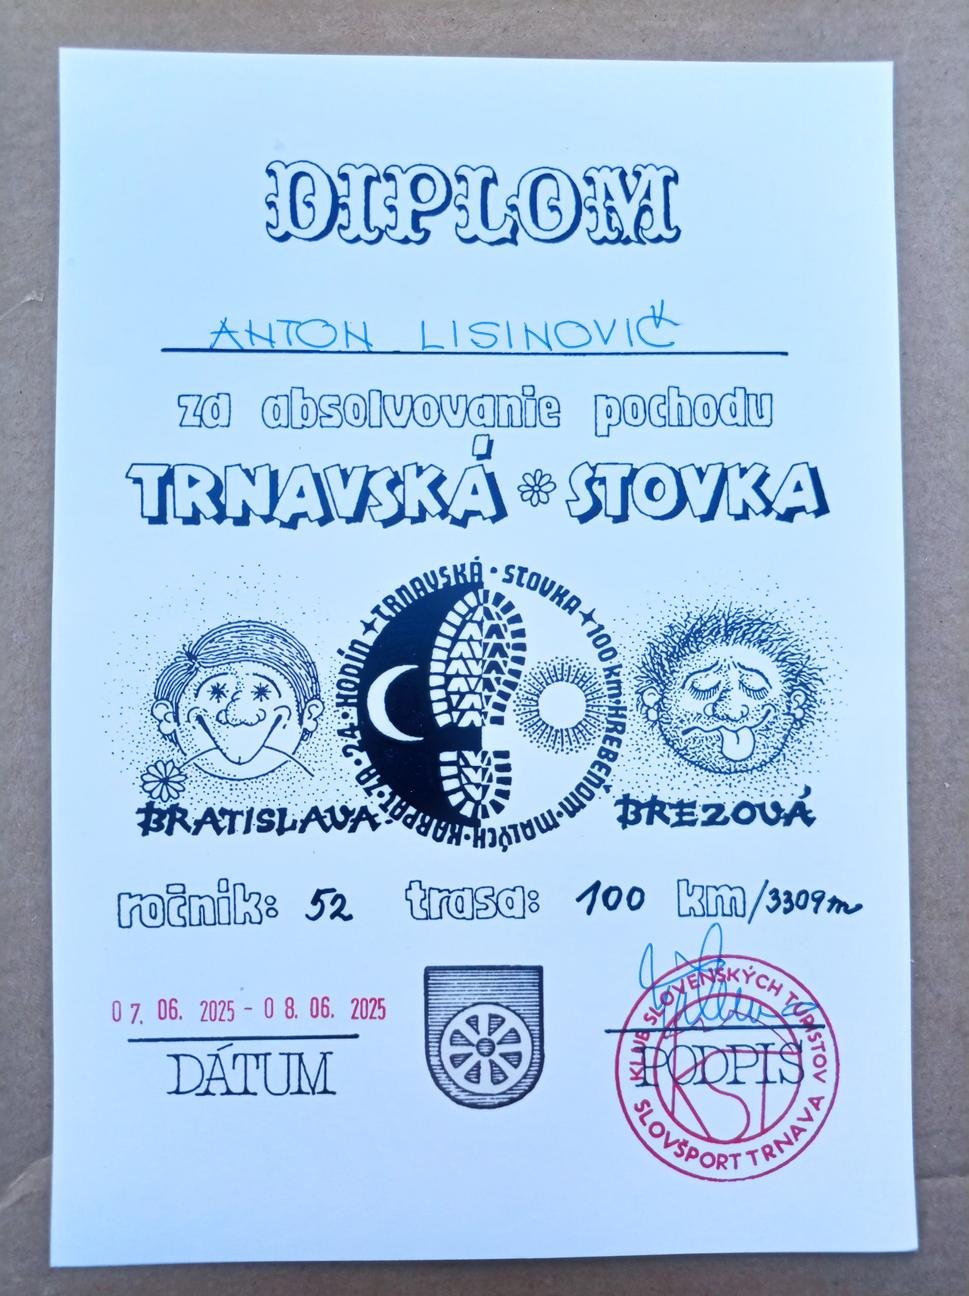 DIPLOM
ANTON LISINOVIČ
za absolvovanie pochodu
TRNAVSKÁ STOVKA
TRNAVSKÁ · STOVKA 100 km · HREBEŇOM · MALÝCH · KARPÁT · ZA · 24 · HODÍN
BRATISLAVA
BREZOVÁ
ročník: 52 trasa: 100 km/3309m
07. 06. 2025 - 08. 06. 2025
DÁTUM
PODPIS
KLUB SLOVENSKÝCH TURISTOV
KST
SLOVŠPORT TRNAVA